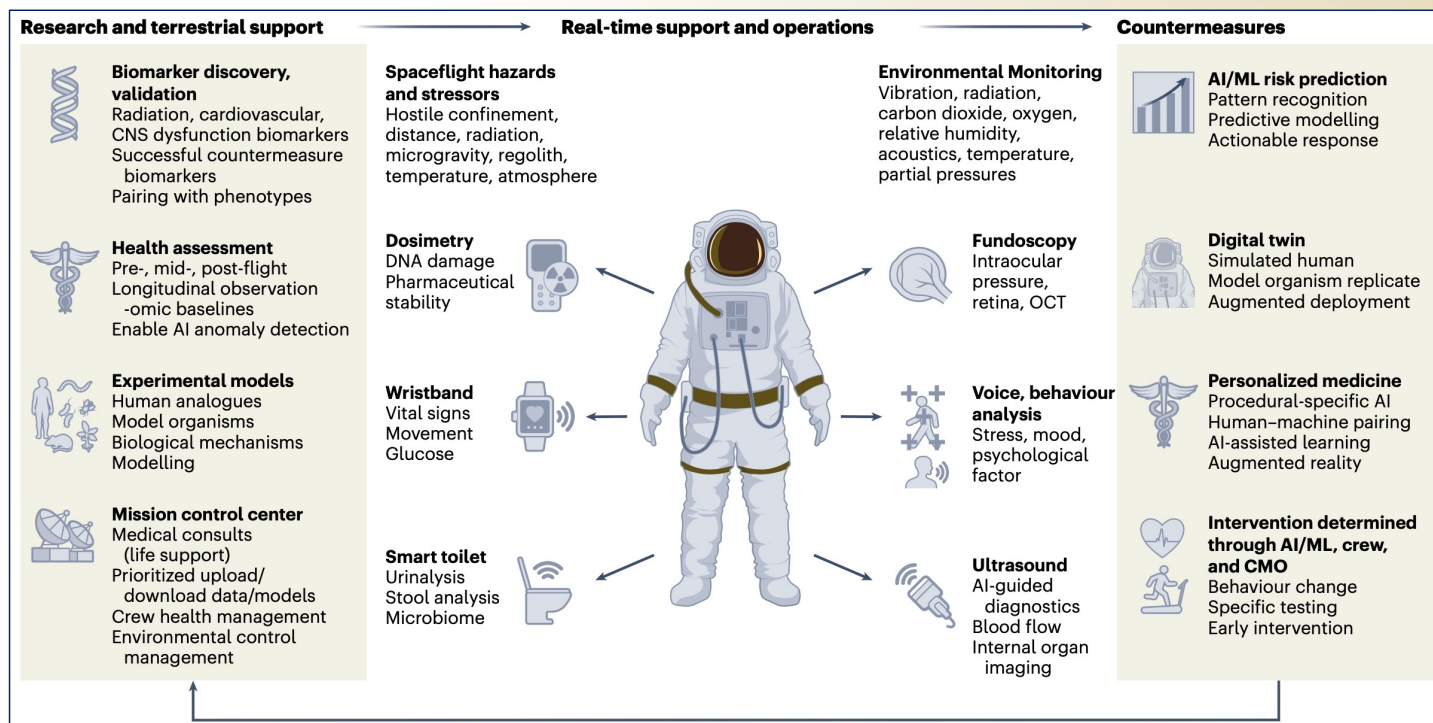 Research and terrestrial support
Real-time support and operations
Countermeasures
Biomarker discovery,
validation
Radiation, cardiovascular,
CNS dysfunction biomarkers
Successful countermeasure
biomarkers
Pairing with phenotypes
Health assessment
Pre-, mid-, post-flight
Longitudinal observation
-omic baselines
Enable AI anomaly detection
Experimental models
Human analogues
Model organisms
Biological mechanisms
Modelling
Mission control center
Medical consults
(life support)
Prioritized upload/
download data/models
Crew health management
Environmental control
management
Spaceflight hazards
and stressors
Hostile confinement,
distance, radiation,
microgravity, regolith,
temperature, atmosphere
Dosimetry
DNA damage
Pharmaceutical
stability
Wristband
Vital signs
Movement
Glucose
Smart toilet
Urinalysis
Stool analysis
Microbiome
Environmental Monitoring
Vibration, radiation,
carbon dioxide, oxygen,
relative humidity,
acoustics, temperature,
partial pressures
Fundoscopy
Intraocular
pressure,
retina, OCT
Voice, behaviour
analysis
Stress, mood,
psychological
factor
Ultrasound
AI-guided
diagnostics
Blood flow
Internal organ
imaging
AI/ML risk prediction
Pattern recognition
Predictive modelling
Actionable response
Digital twin
Simulated human
Model organism replicate
Augmented deployment
Personalized medicine
Procedural-specific AI
Human–machine pairing
AI-assisted learning
Augmented reality
Intervention determined
through AI/ML, crew,
and CMO
Behaviour change
Specific testing
Early intervention